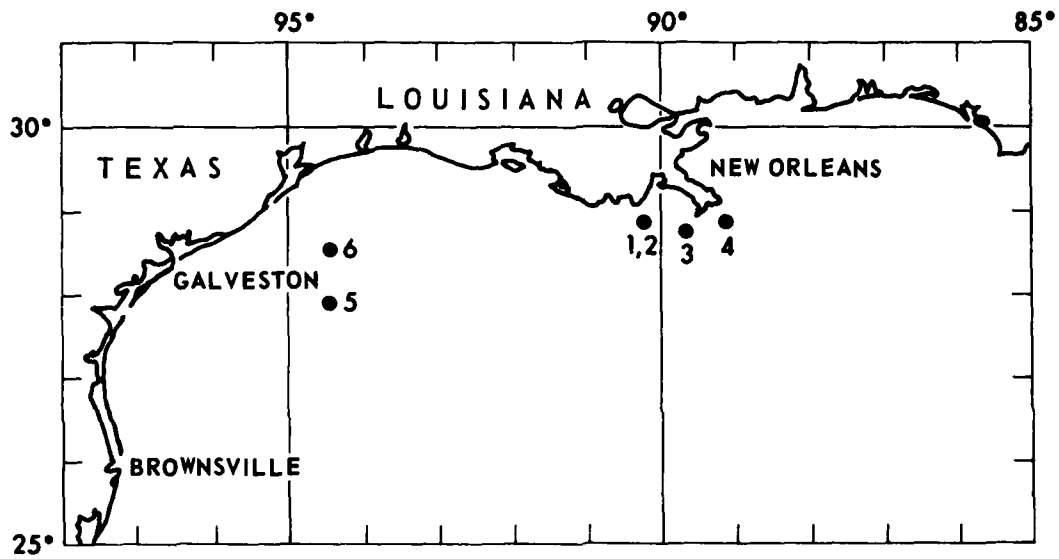 95° 90° 85°
LOUISIANA
30°
TEXAS
NEW ORLEANS
1,2
3
4
6
GALVESTON
5
BROWNSVILLE
25°